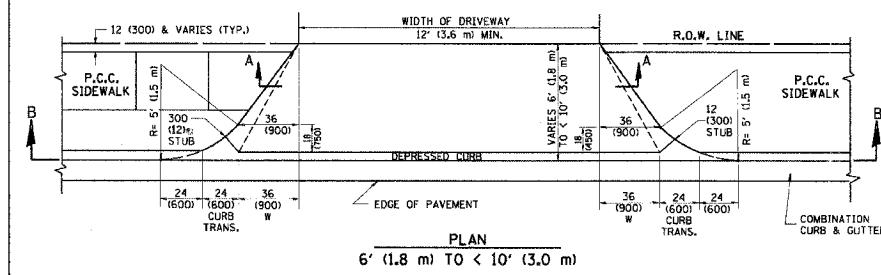 WIDTH OF DRIVEWAY
12' (3.6 m) MIN.
12 (300) & VARIES (TYP.)
R.O.W. LINE
A
A
P.C.C.
SIDEWALK
R= 5' (1.5 m)
300
(12)
STUB
36
(900)
18
(750)
VARIES 6' (1.8 m)
TO < 10' (3.0 m)
36
(900)
18
(450)
12
(300)
STUB
R= 5' (1.5 m)
P.C.C.
SIDEWALK
B
B
DEPRESSED CURB
24
(600)
24
(600)
CURB
TRANS.
36
(900)
W
EDGE OF PAVEMENT
36
(900)
W
24
(600)
CURB
TRANS.
24
(600)
COMBINATION
CURB & GUTTER
PLAN
6' (1.8 m) TO < 10' (3.0 m)